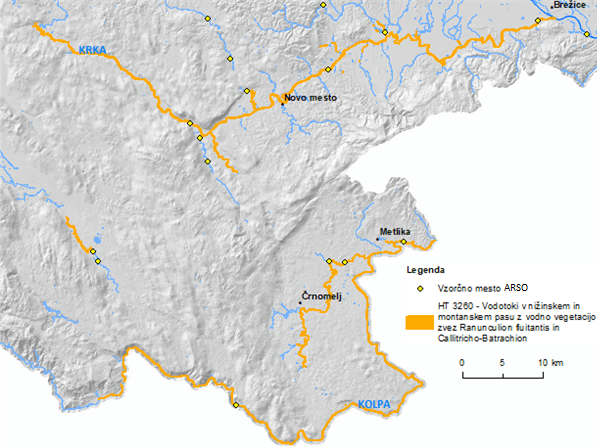 Brežice
KRKA
Novo mesto
Metlika
Legenda
Vzorčno mesto ARSO
Črnomelj
HT 3260 - Vodotoki v nižinskem in
montanskem pasu z vodno vegetacijo
zvez Ranunculion fluitantis in
Callitricho-Batrachion
0 5 10 km
KOLPA